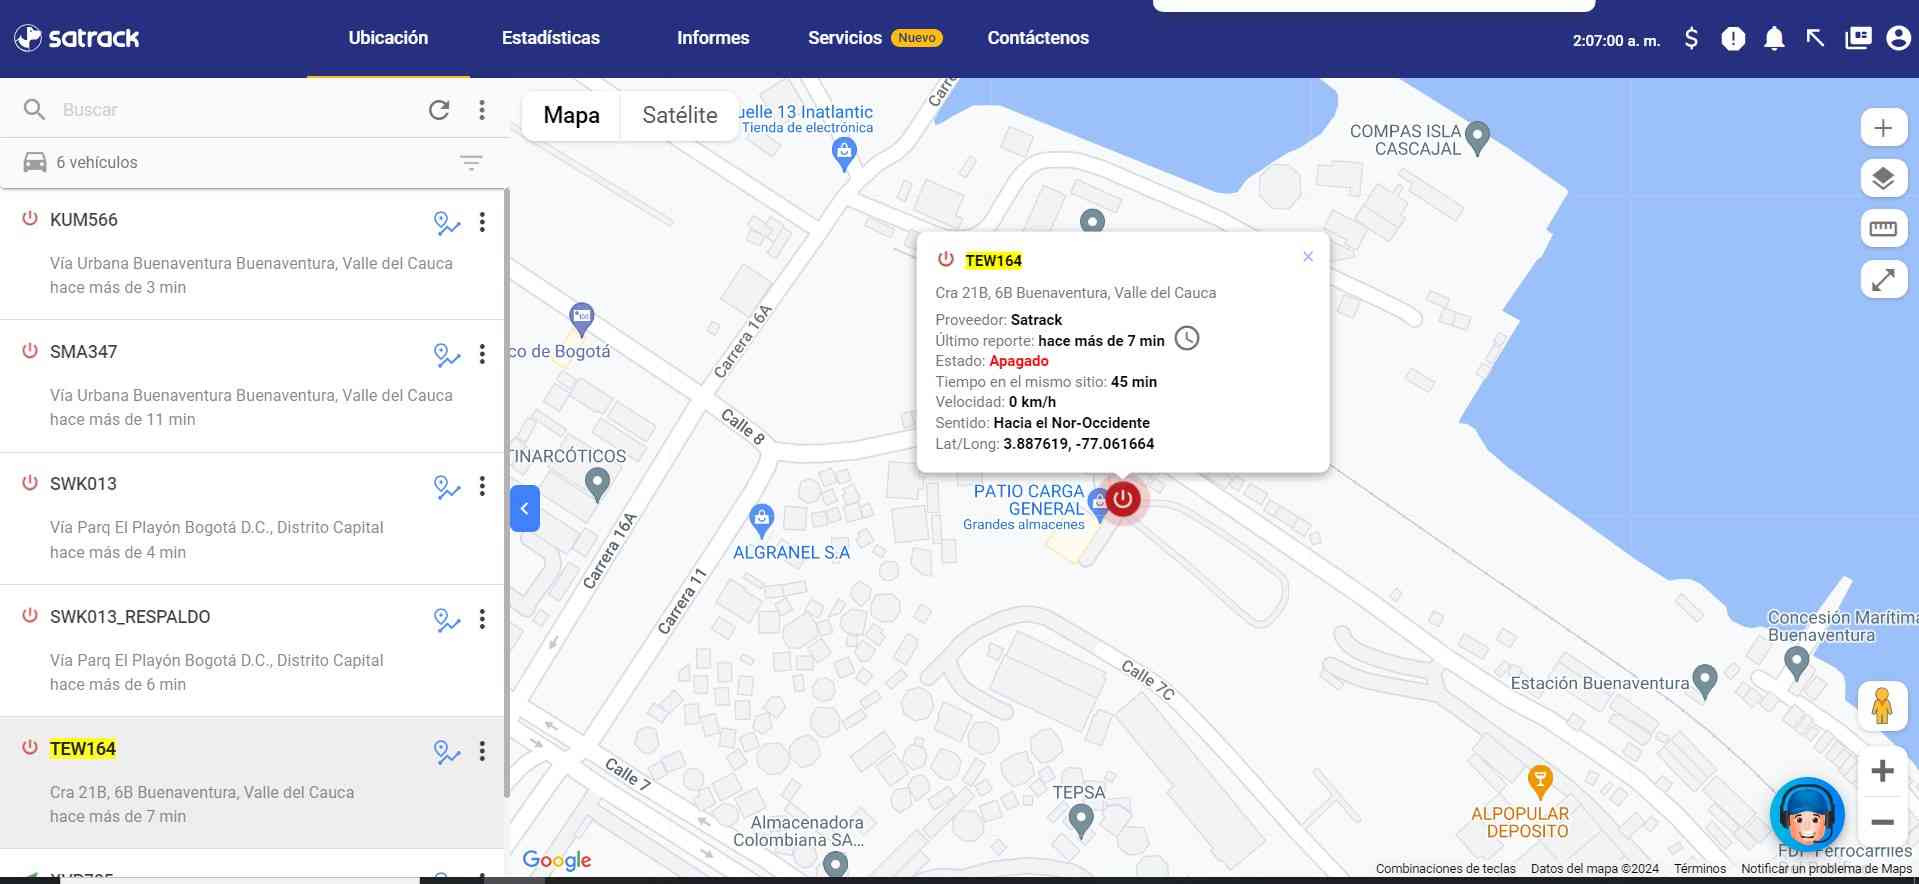 satrack
Ubicación
Estadísticas
Informes
Servicios Nuevo
Contáctenos
2:07:00 a. m.
Buscar
6 vehículos
KUM566
Vía Urbana Buenaventura Buenaventura, Valle del Cauca
hace más de 3 min
SMA347
Vía Urbana Buenaventura Buenaventura, Valle del Cauca
hace más de 11 min
SWK013
Vía Parq El Playón Bogotá D.C., Distrito Capital
hace más de 4 min
SWK013_RESPALDO
Vía Parq El Playón Bogotá D.C., Distrito Capital
hace más de 6 min
TEW164
Cra 21B, 6B Buenaventura, Valle del Cauca
hace más de 7 min
Mapa
Satélite
uelle 13 Inatlantic
Tienda de electrónica
Carre
COMPAS ISLA
CASCAJAL
TEW164
Cra 21B, 6B Buenaventura, Valle del Cauca
Proveedor: Satrack
Último reporte: hace más de 7 min
Estado: Apagado
Tiempo en el mismo sitio: 45 min
Velocidad: 0 km/h
Sentido: Hacia el Nor-Occidente
Lat/Long: 3.887619, -77.061664
co de Bogotá
Carrera 16A
Calle 8
TINARCÓTICOS
PATIO CARGA
GENERAL
Grandes almacenes
ALGRANEL S.A
Carrera 16A
Carrera 11
Concesión Marítima
Buenaventura
Estación Buenaventura
Calle 7C
Calle 7
TEPSA
ALPOPULAR
DEPOSITO
Almacenadora
Colombiana SA...
Ferrocarriles
Google
Combinaciones de teclas
Datos del mapa ©2024
Términos
Notificar un problema de Maps